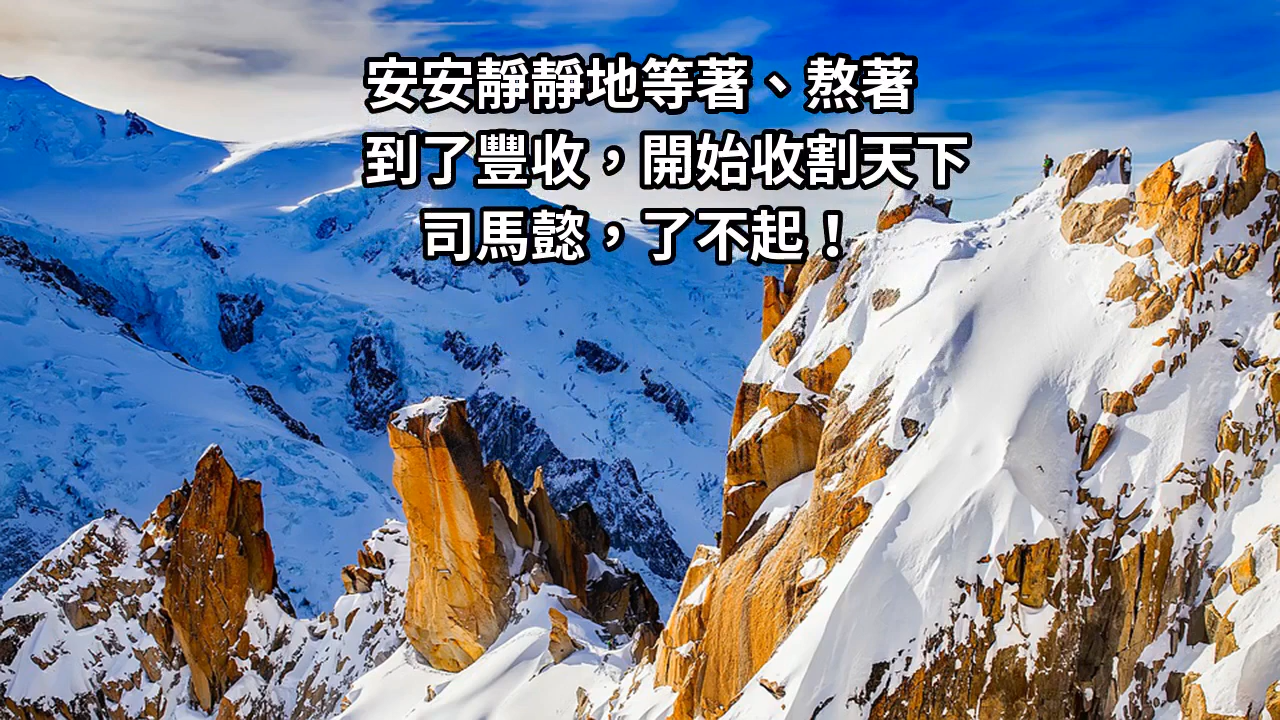 安安靜靜地等著、熬著
到了豐收，開始收割天下
司馬懿，了不起！